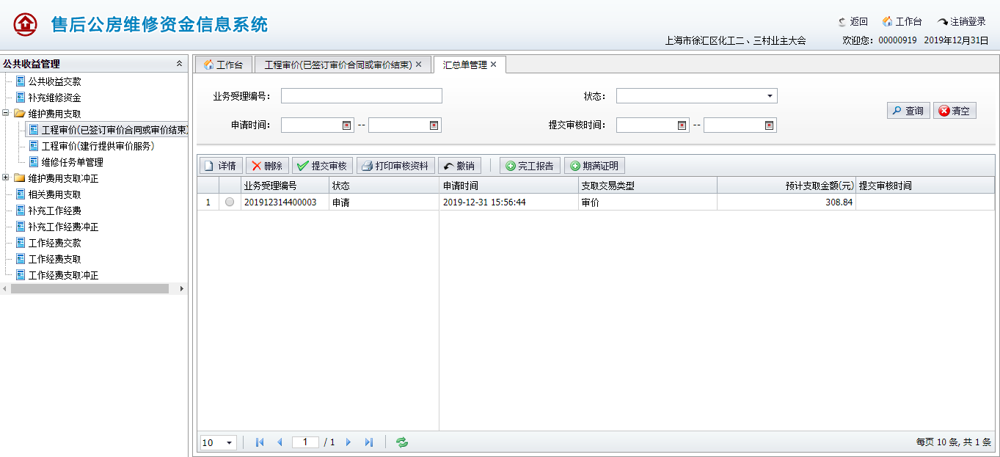 售后公房维修资金信息系统
返回 工作台 注销登录
上海市徐汇区化工二、三村业主大会 欢迎您: 00000919 2019年12月31日
公共收益管理
公共收益交款
补充维修资金
维护费用支取
工程审价(已签订审价合同或审价结束)
工程审价(建行提供审价服务)
维修任务单管理
维护费用支取冲正
相关费用支取
补充工作经费
补充工作经费冲正
工作经费交款
工作经费支取
工作经费支取冲正
工作台 工程审价(已签订审价合同或审价结束) 汇总单管理
业务受理编号: 状态:
申请时间: -- 提交审核时间: --
查询 清空
详情 删除 提交审核 打印审核资料 撤销 完工报告 期满证明
业务受理编号 状态 申请时间 支取交易类型 预计支取金额(元) 提交审核时间
1 201912314400003 申请 2019-12-31 15:56:44 审价 308.84
10 1 / 1 每页 10 条, 共 1 条